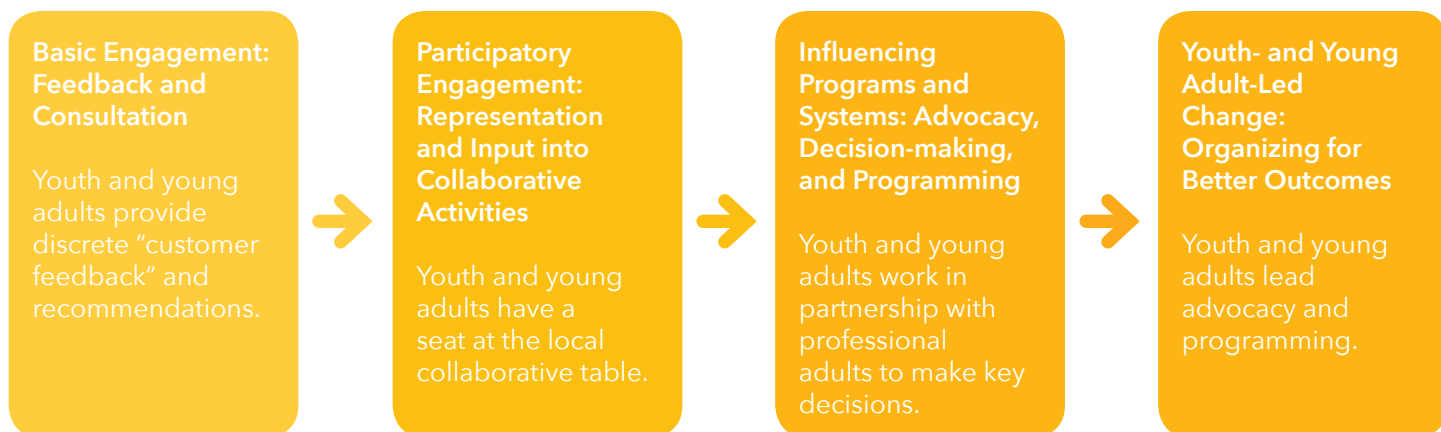 Basic Engagement:
Feedback and
Consultation
Youth and young
adults provide
discrete “customer
feedback” and
recommendations.
Participatory
Engagement:
Representation
and Input into
Collaborative
Activities
Youth and young
adults have a
seat at the local
collaborative table.
Influencing
Programs and
Systems: Advocacy,
Decision-making,
and Programming
Youth and young
adults work in
partnership with
professional
adults to make key
decisions.
Youth- and Young
Adult-Led
Change:
Organizing for
Better Outcomes
Youth and young
adults lead
advocacy and
programming.